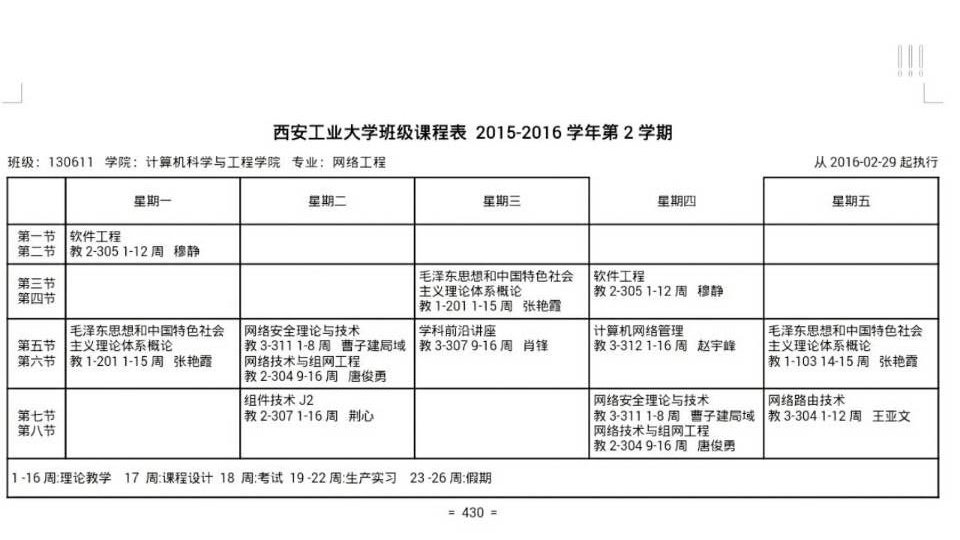 西安工业大学班级课程表 2015-2016 学年第 2 学期
班级：130611 学院：计算机科学与工程学院 专业：网络工程 从 2016-02-29 起执行
星期一 星期二 星期三 星期四 星期五
第一节
第二节
软件工程
教 2-305 1-12 周 穆静
第三节
第四节
毛泽东思想和中国特色社会
主义理论体系概论
教 1-201 1-15 周 张艳霞
软件工程
教 2-305 1-12 周 穆静
第五节
第六节
毛泽东思想和中国特色社会
主义理论体系概论
教 1-201 1-15 周 张艳霞
网络安全理论与技术
教 3-311 1-8 周 曹子建局域
网络技术与组网工程
教 2-304 9-16 周 唐俊勇
学科前沿讲座
教 3-307 9-16 周 肖锋
计算机网络管理
教 3-312 1-16 周 赵宇峰
毛泽东思想和中国特色社会
主义理论体系概论
教 1-103 14-15 周 张艳霞
第七节
第八节
组件技术 J2
教 2-307 1-16 周 荆心
网络安全理论与技术
教 3-311 1-8 周 曹子建局域
网络技术与组网工程
教 2-304 9-16 周 唐俊勇
网络路由技术
教 3-304 1-12 周 王亚文
1 -16 周:理论教学 17 周:课程设计 18 周:考试 19 -22 周:生产实习 23 -26 周:假期
= 430 =